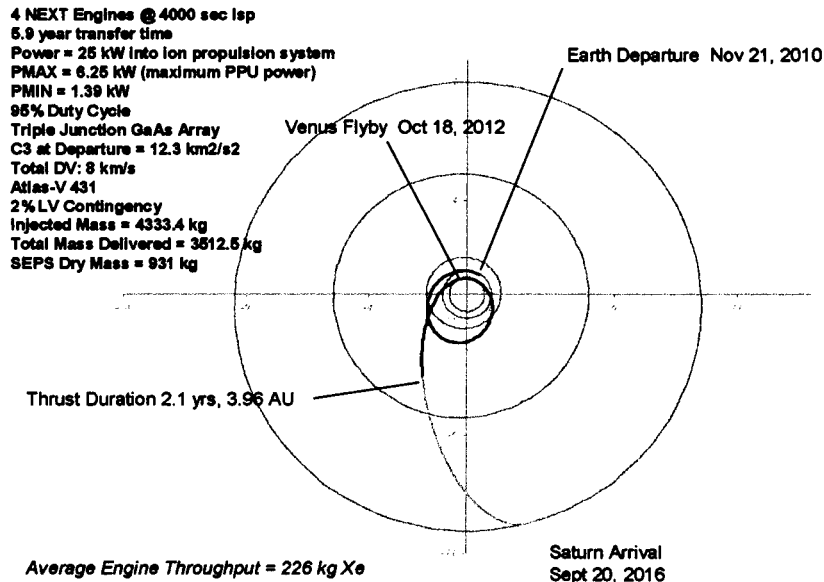 4 NEXT Engines @ 4000 sec Isp
5.9 year transfer time
Power = 25 kW into ion propulsion system
PMAX = 6.25 kW (maximum PPU power)
PMIN = 1.39 kW
95% Duty Cycle
Triple Junction GaAs Array
C3 at Departure = 12.3 km2/s2
Total DV: 8 km/s
Atlas-V 431
2% LV Contingency
Injected Mass = 4333.4 kg
Total Mass Delivered = 3512.5 kg
SEPS Dry Mass = 931 kg
Earth Departure Nov 21, 2010
Venus Flyby Oct 18, 2012
Thrust Duration 2.1 yrs, 3.96 AU
Average Engine Throughput = 226 kg Xe
Saturn Arrival
Sept 20, 2016